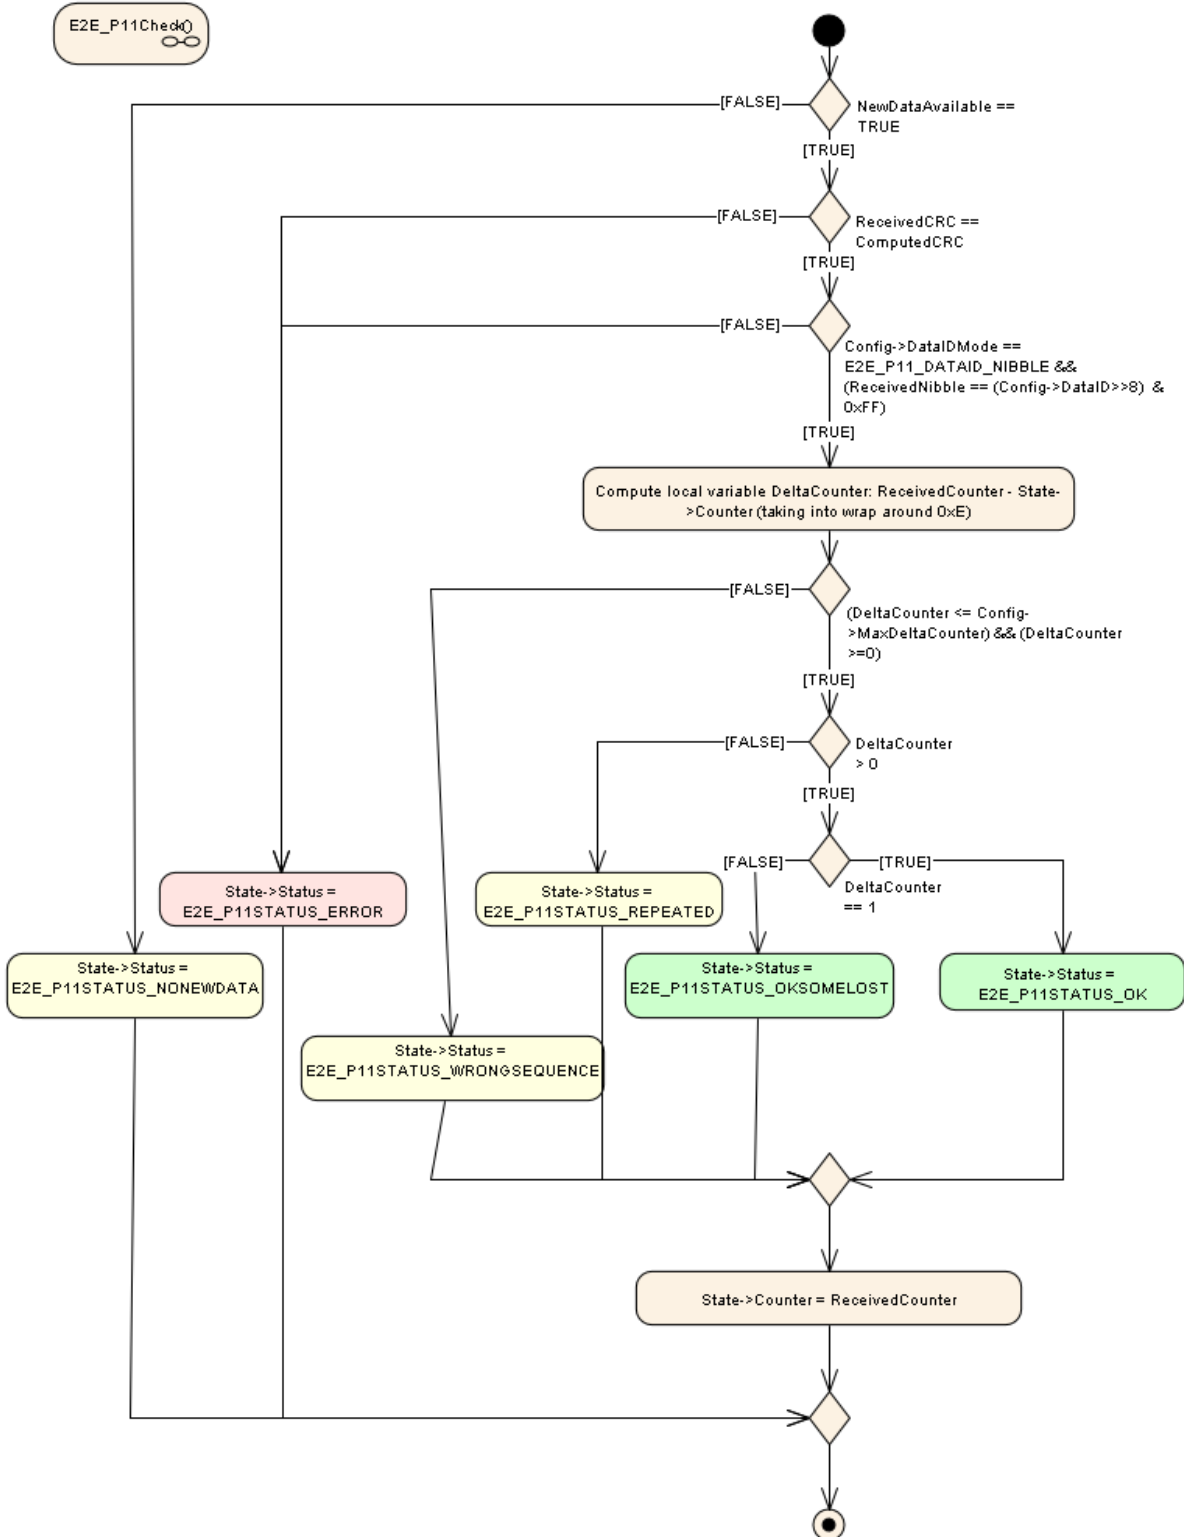 E2E_P11Check()
[FALSE]
NewDataAvailable ==
TRUE
[TRUE]
[FALSE]
ReceivedCRC ==
ComputedCRC
[TRUE]
[FALSE]
Config->DataIDMode ==
E2E_P11_DATAID_NIBBLE &&
(ReceivedNibble == (Config->DataID>>8) &
0xFF)
[TRUE]
Compute local variable DeltaCounter: ReceivedCounter - State-
>Counter (taking into wrap around 0xE)
[FALSE]
(DeltaCounter <= Config-
>MaxDeltaCounter) && (DeltaCounter
>=0)
[TRUE]
[FALSE]
DeltaCounter
> 0
[TRUE]
[FALSE]
[TRUE]
DeltaCounter
== 1
State->Status =
E2E_P11STATUS_ERROR
State->Status =
E2E_P11STATUS_REPEATED
State->Status =
E2E_P11STATUS_NONEWDATA
State->Status =
E2E_P11STATUS_OKSOMELOST
State->Status =
E2E_P11STATUS_OK
State->Status =
E2E_P11STATUS_WRONGSEQUENCE
State->Counter = ReceivedCounter